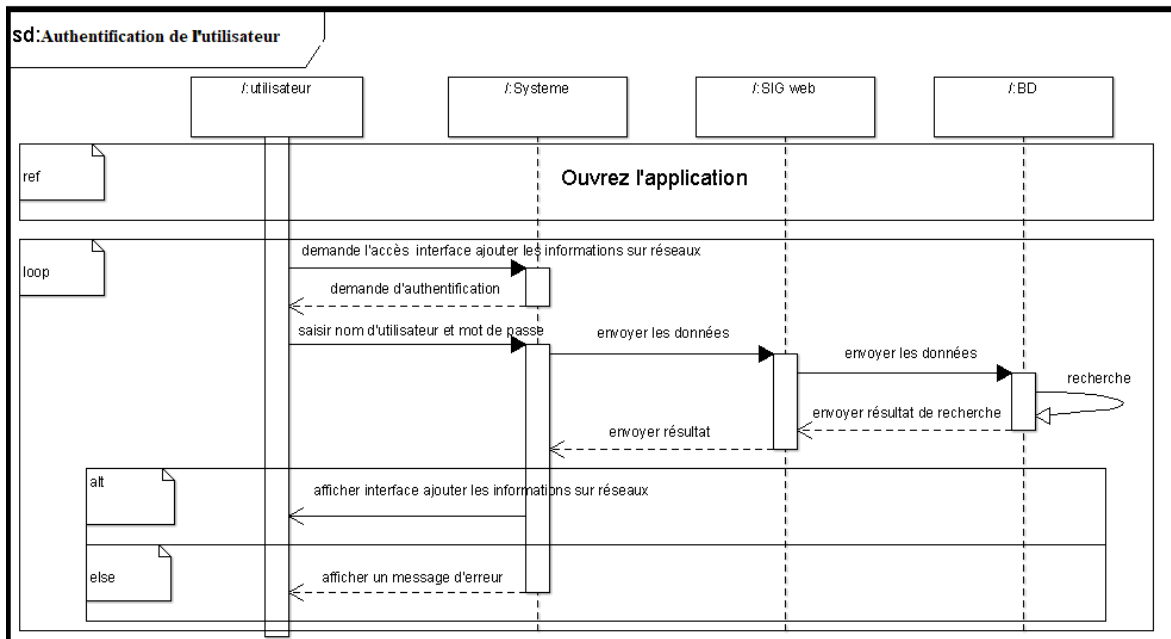 sd:Authentification de l'utilisateur
/:utilisateur
/:Systeme
/:SIG web
/:BD
ref
Ouvrez l'application
loop
demande l'accès interface ajouter les informations sur réseaux
demande d'authentification
saisir nom d'utilisateur et mot de passe
envoyer les données
envoyer les données
recherche
envoyer résultat de recherche
envoyer résultat
alt
afficher interface ajouter les informations sur réseaux
else
afficher un message d'erreur